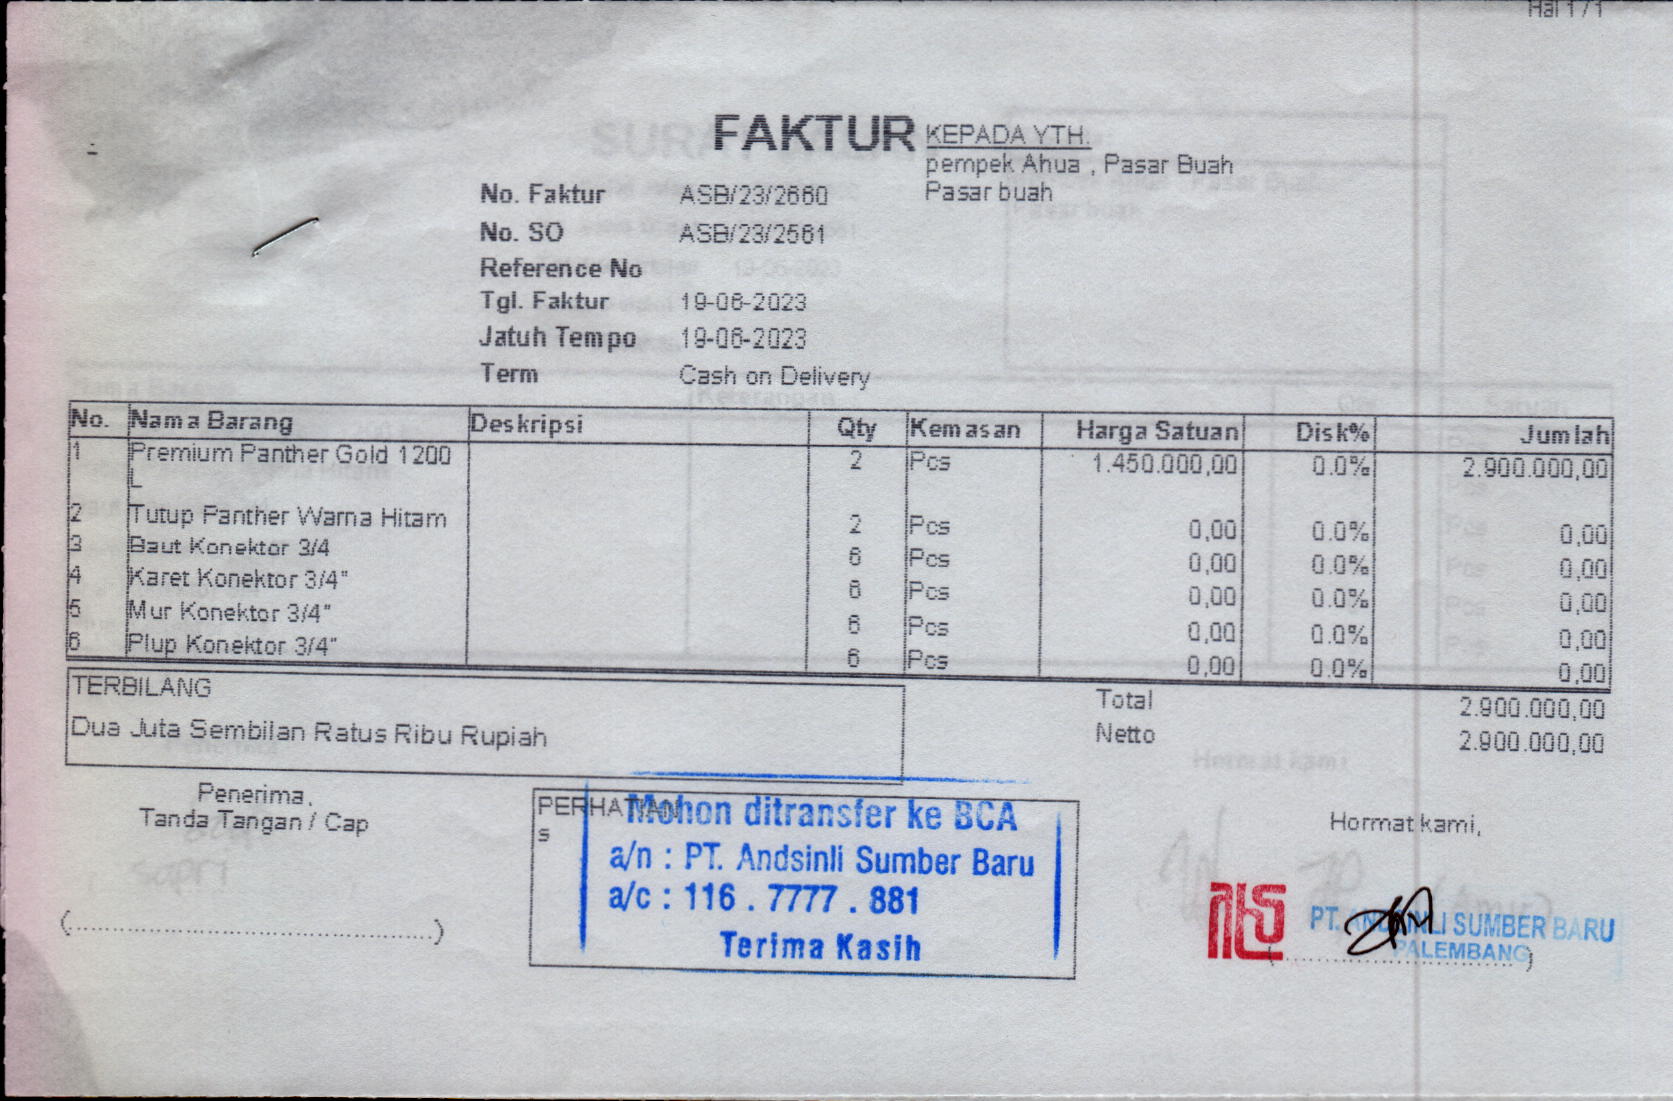 Hal 1 / 1
FAKTUR
KEPADA YTH.
pempek Ahua , Pasar Buah
Pasar buah
No. Faktur ASB/23/2660
No. SO ASB/23/2561
Reference No
Tgl. Faktur 19-06-2023
Jatuh Tempo 19-06-2023
Term Cash on Delivery
No. Nama Barang Deskripsi Qty Kemasan Harga Satuan Disk% Jumlah
1 Premium Panther Gold 1200 L 2 Pcs 1.450.000,00 0.0% 2.900.000,00
2 Tutup Panther Warna Hitam 2 Pcs 0,00 0.0% 0,00
3 Baut Konektor 3/4 6 Pcs 0,00 0.0% 0,00
4 Karet Konektor 3/4" 6 Pcs 0,00 0.0% 0,00
5 Mur Konektor 3/4" 6 Pcs 0,00 0.0% 0,00
6 Plup Konektor 3/4" 6 Pcs 0,00 0.0% 0,00
TERBILANG
Dua Juta Sembilan Ratus Ribu Rupiah
Total 2.900.000,00
Netto 2.900.000,00
Penerima,
Tanda Tangan / Cap
PERHATIAN
s
Mohon ditransfer ke BCA
a/n : PT. Andsinli Sumber Baru
a/c : 116 . 7777 . 881
Terima Kasih
Hormat kami,
PT. ANDSINLI SUMBER BARU
PALEMBANG